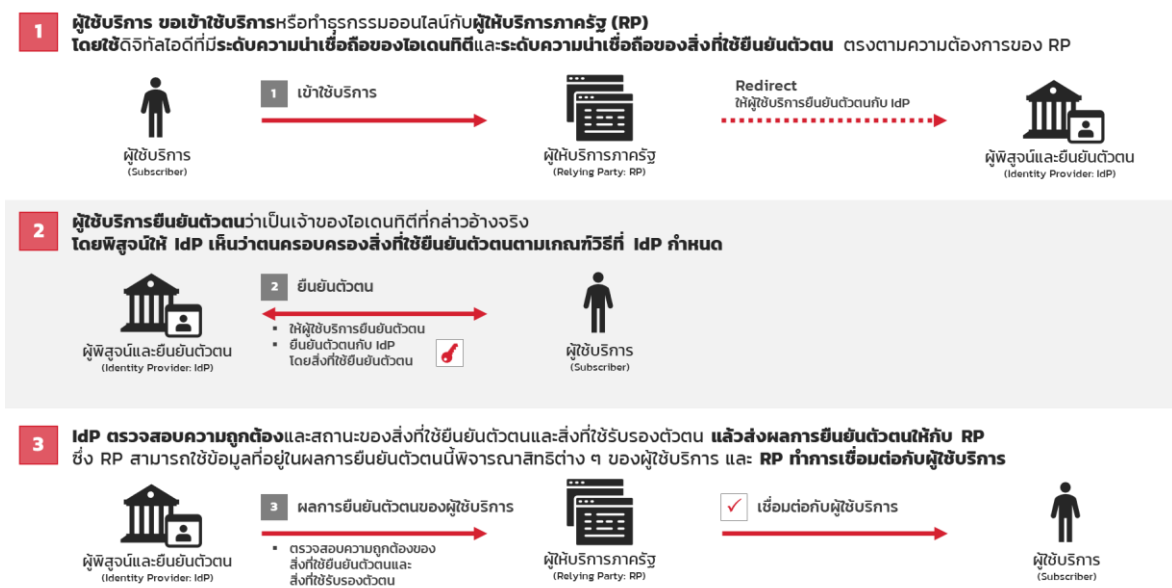 1
ผู้ใช้บริการ ขอเข้าใช้บริการหรือทำธุรกรรมออนไลน์กับผู้ให้บริการภาครัฐ (RP)
โดยใช้ดิจิทัลไอดีที่มีระดับความน่าเชื่อถือของไอเดนทิตีและระดับความน่าเชื่อถือของสิ่งที่ใช้ยืนยันตัวตน ตรงตามความต้องการของ RP
1 เข้าใช้บริการ
Redirect
ให้ผู้ใช้บริการยืนยันตัวตนกับ IdP
ผู้ใช้บริการ
(Subscriber)
ผู้ให้บริการภาครัฐ
(Relying Party: RP)
ผู้พิสูจน์และยืนยันตัวตน
(Identity Provider: IdP)
2
ผู้ใช้บริการยืนยันตัวตนว่าเป็นเจ้าของไอเดนทิตีที่กล่าวอ้างจริง
โดยพิสูจน์ให้ IdP เห็นว่าตนครอบครองสิ่งที่ใช้ยืนยันตัวตนตามเกณฑ์วิธีที่ IdP กำหนด
2 ยืนยันตัวตน
▪ ให้ผู้ใช้บริการยืนยันตัวตน
▪ ยืนยันตัวตนกับ IdP
โดยสิ่งที่ใช้ยืนยันตัวตน
ผู้พิสูจน์และยืนยันตัวตน
(Identity Provider: IdP)
ผู้ใช้บริการ
(Subscriber)
3
IdP ตรวจสอบความถูกต้องและสถานะของสิ่งที่ใช้ยืนยันตัวตนและสิ่งที่ใช้รับรองตัวตน แล้วส่งผลการยืนยันตัวตนให้กับ RP
ซึ่ง RP สามารถใช้ข้อมูลที่อยู่ในผลการยืนยันตัวตนนี้พิจารณาสิทธิต่าง ๆ ของผู้ใช้บริการ และ RP ทำการเชื่อมต่อกับผู้ใช้บริการ
3 ผลการยืนยันตัวตนของผู้ใช้บริการ
▪ ตรวจสอบความถูกต้องของ
สิ่งที่ใช้ยืนยันตัวตนและ
สิ่งที่ใช้รับรองตัวตน
เชื่อมต่อกับผู้ใช้บริการ
ผู้พิสูจน์และยืนยันตัวตน
(Identity Provider: IdP)
ผู้ให้บริการภาครัฐ
(Relying Party: RP)
ผู้ใช้บริการ
(Subscriber)